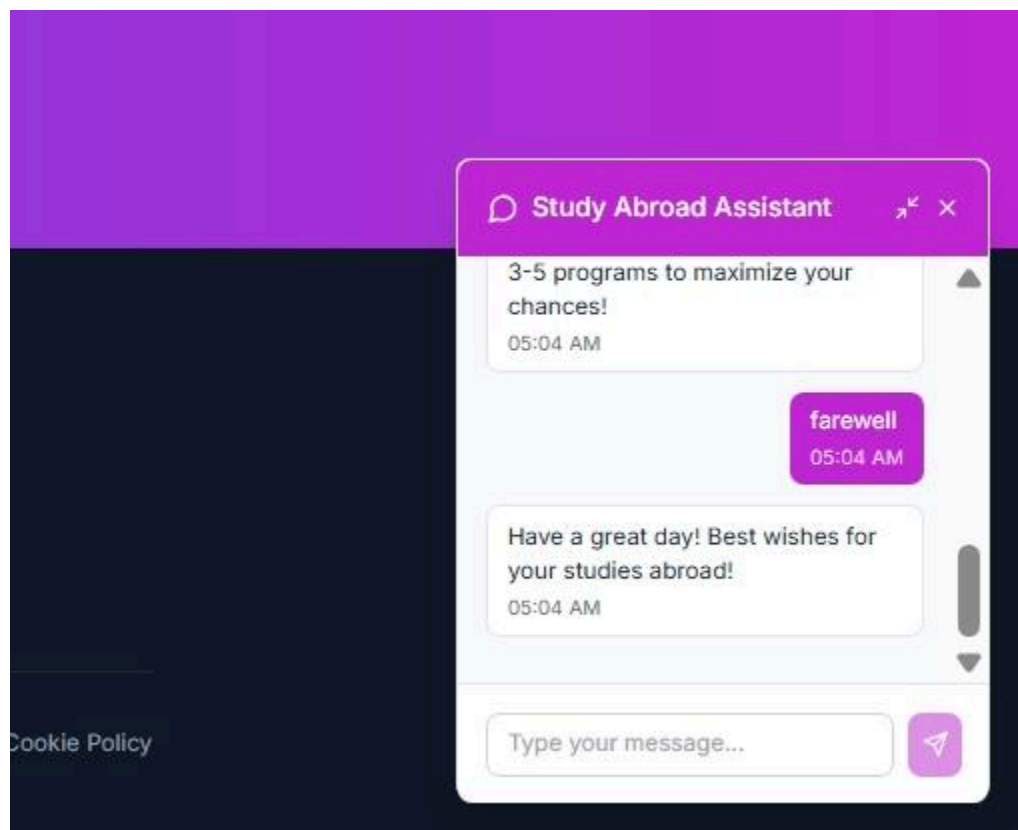 Study Abroad Assistant
3-5 programs to maximize your
chances!
05:04 AM
farewell
05:04 AM
Have a great day! Best wishes for
your studies abroad!
05:04 AM
Cookie Policy
Type your message...